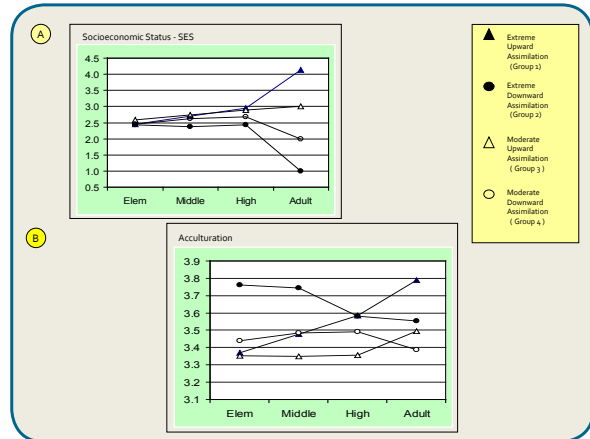 A
Socioeconomic Status - SES
4.5
4.0
3.5
3.0
2.5
2.0
1.5
1.0
0.5
Elem Middle High Adult
Extreme
Upward
Assimilation
(Group 1)
Extreme
Downward
Assimilation
(Group 2)
Moderate
Upward
Assimilation
( Group 3 )
Moderate
Downward
Assimilation
( Group 4 )
B
Acculturation
3.9
3.8
3.7
3.6
3.5
3.4
3.3
3.2
3.1
Elem Middle High Adult